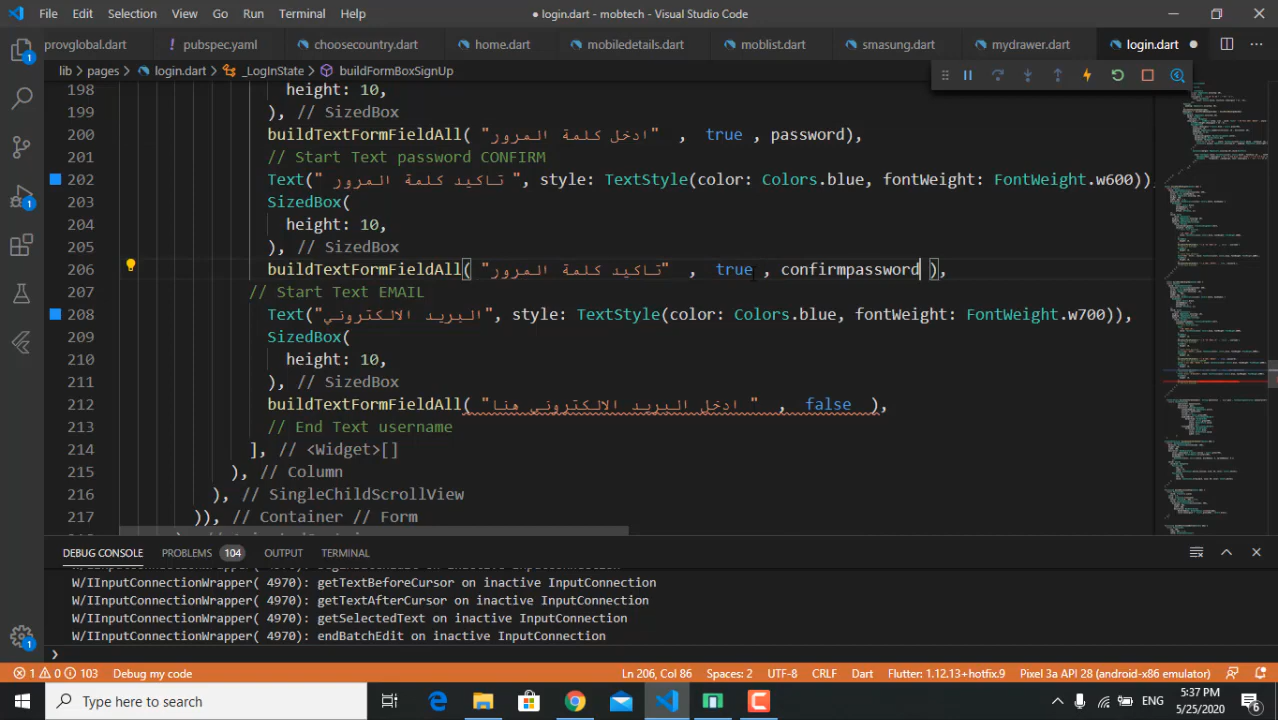 File Edit Selection View Go Run Terminal Help ● login.dart - mobtech - Visual Studio Code
provglobal.dart pubspec.yaml choosecountry.dart home.dart mobiledetails.dart moblist.dart smasung.dart mydrawer.dart login.dart
lib > pages > login.dart > _LogInState > buildFormBoxSignUp
198 height: 10,
199 ), // SizedBox
200 buildTextFormFieldAll( "ادخل كلمة المزور" , true , password),
201 // Start Text password CONFIRM
202 Text(" تاكيد كلمة المزور ", style: TextStyle(color: Colors.blue, fontWeight: FontWeight.w600))
203 SizedBox(
204 height: 10,
205 ), // SizedBox
206 buildTextFormFieldAll( "تاكيد كلمة المزور" , true , confirmpassword ),
207 // Start Text EMAIL
208 Text("البريد الالكتروني", style: TextStyle(color: Colors.blue, fontWeight: FontWeight.w700)),
209 SizedBox(
210 height: 10,
211 ), // SizedBox
212 buildTextFormFieldAll( "ادخل البريد الالكتروني هنا " , false ),
213 // End Text username
214 ], // <Widget>[]
215 ), // Column
216 ), // SingleChildScrollView
217 )), // Container // Form
DEBUG CONSOLE PROBLEMS 104 OUTPUT TERMINAL
W/IInputConnectionWrapper( 4970): getTextBeforeCursor on inactive InputConnection
W/IInputConnectionWrapper( 4970): getTextAfterCursor on inactive InputConnection
W/IInputConnectionWrapper( 4970): getSelectedText on inactive InputConnection
W/IInputConnectionWrapper( 4970): endBatchEdit on inactive InputConnection
1 0 103 Debug my code Ln 206, Col 86 Spaces: 2 UTF-8 CRLF Dart Flutter: 1.12.13+hotfix.9 Pixel 3a API 28 (android-x86 emulator)
Type here to search ENG 5:37 PM 5/25/2020 6